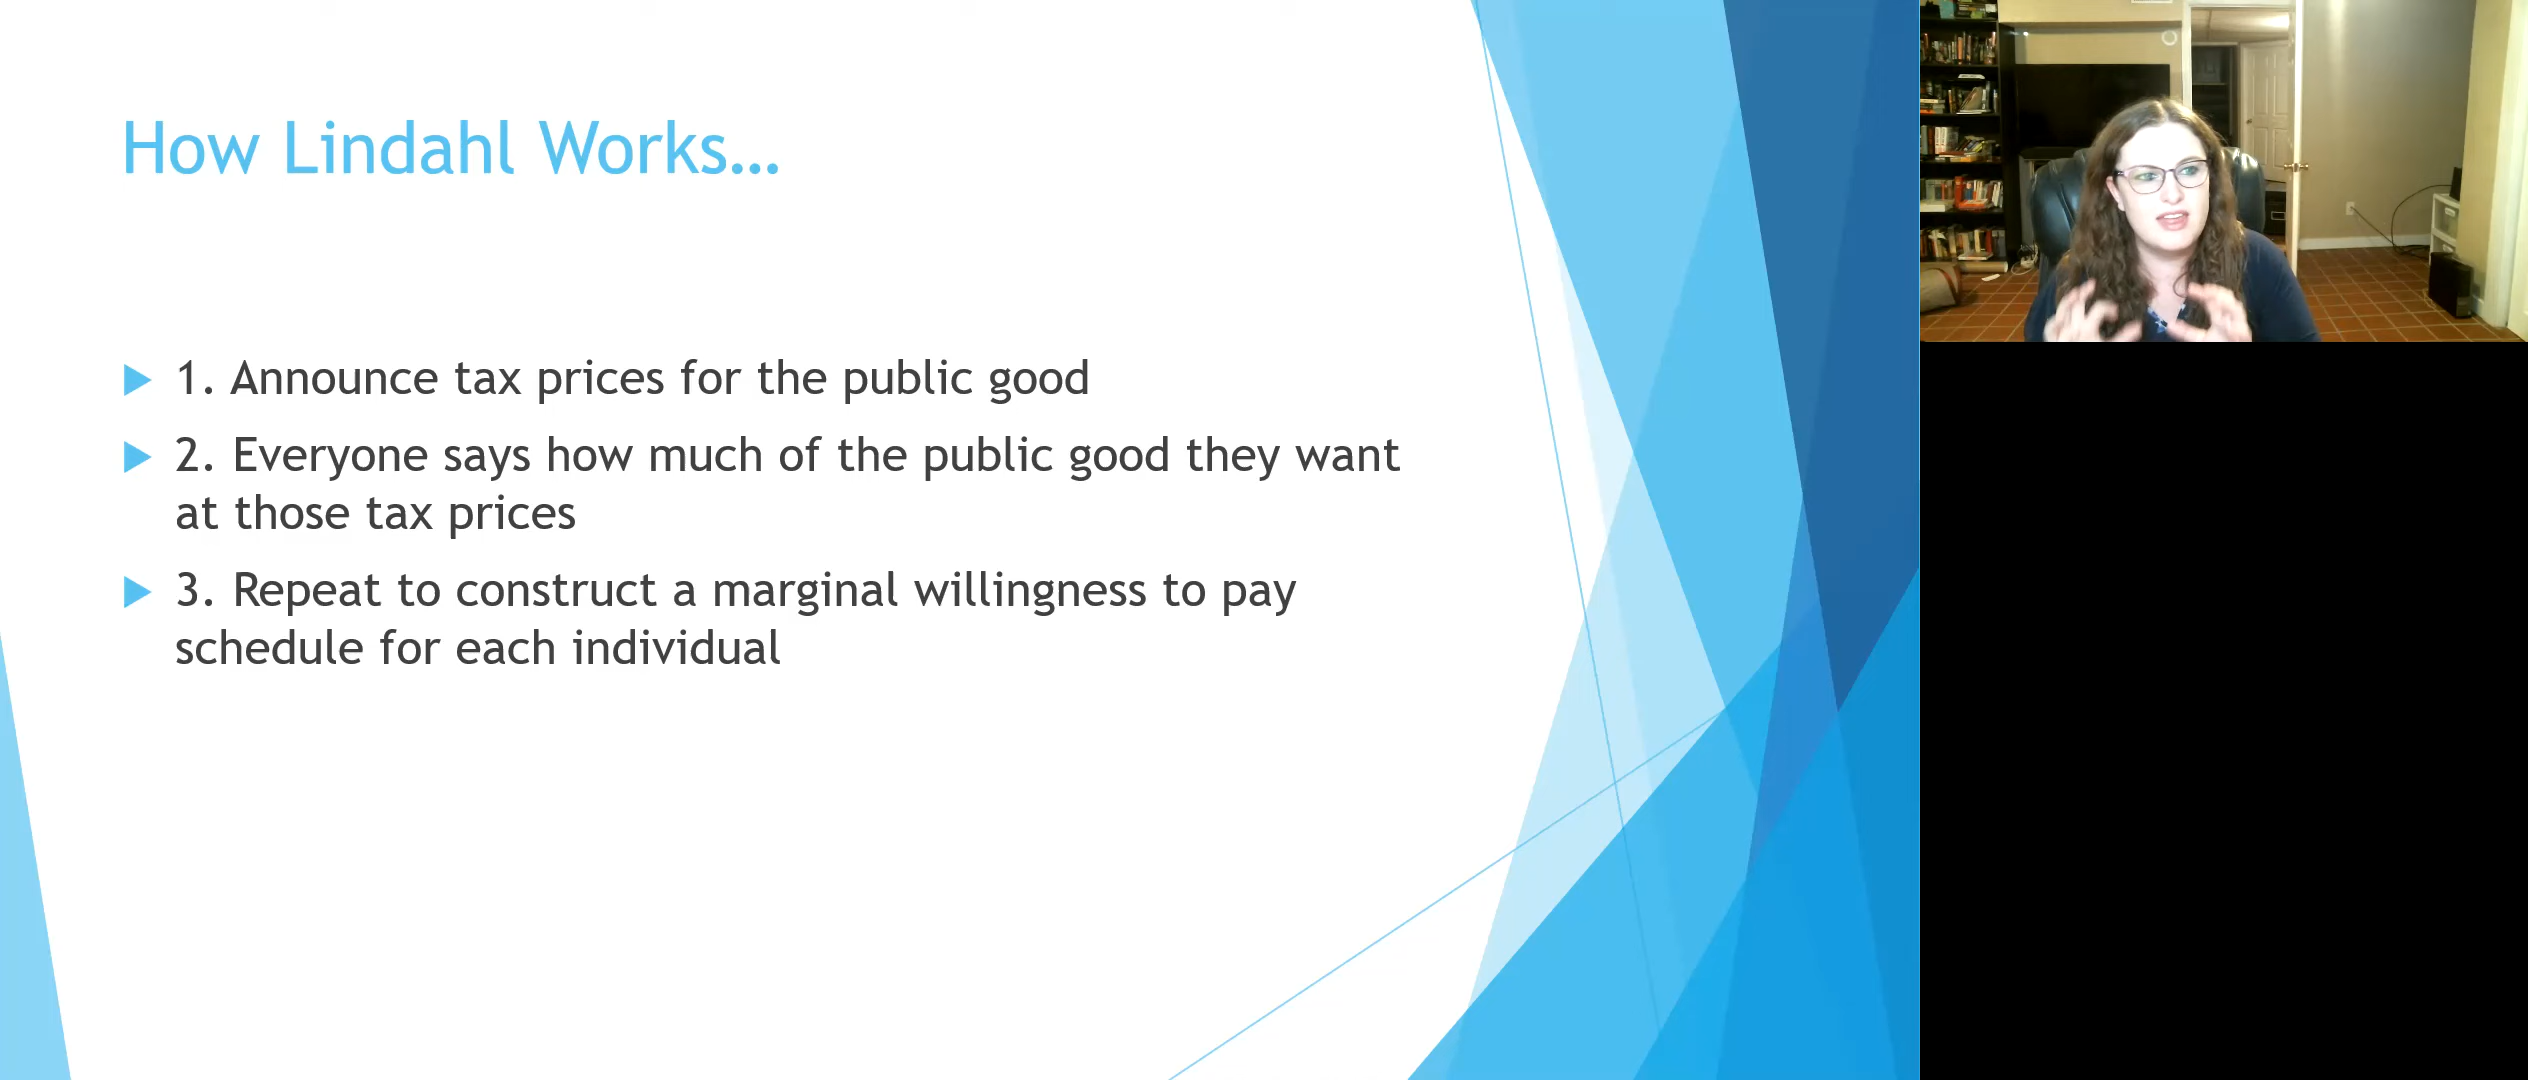 How Lindahl Works…
1. Announce tax prices for the public good
2. Everyone says how much of the public good they want
at those tax prices
3. Repeat to construct a marginal willingness to pay
schedule for each individual